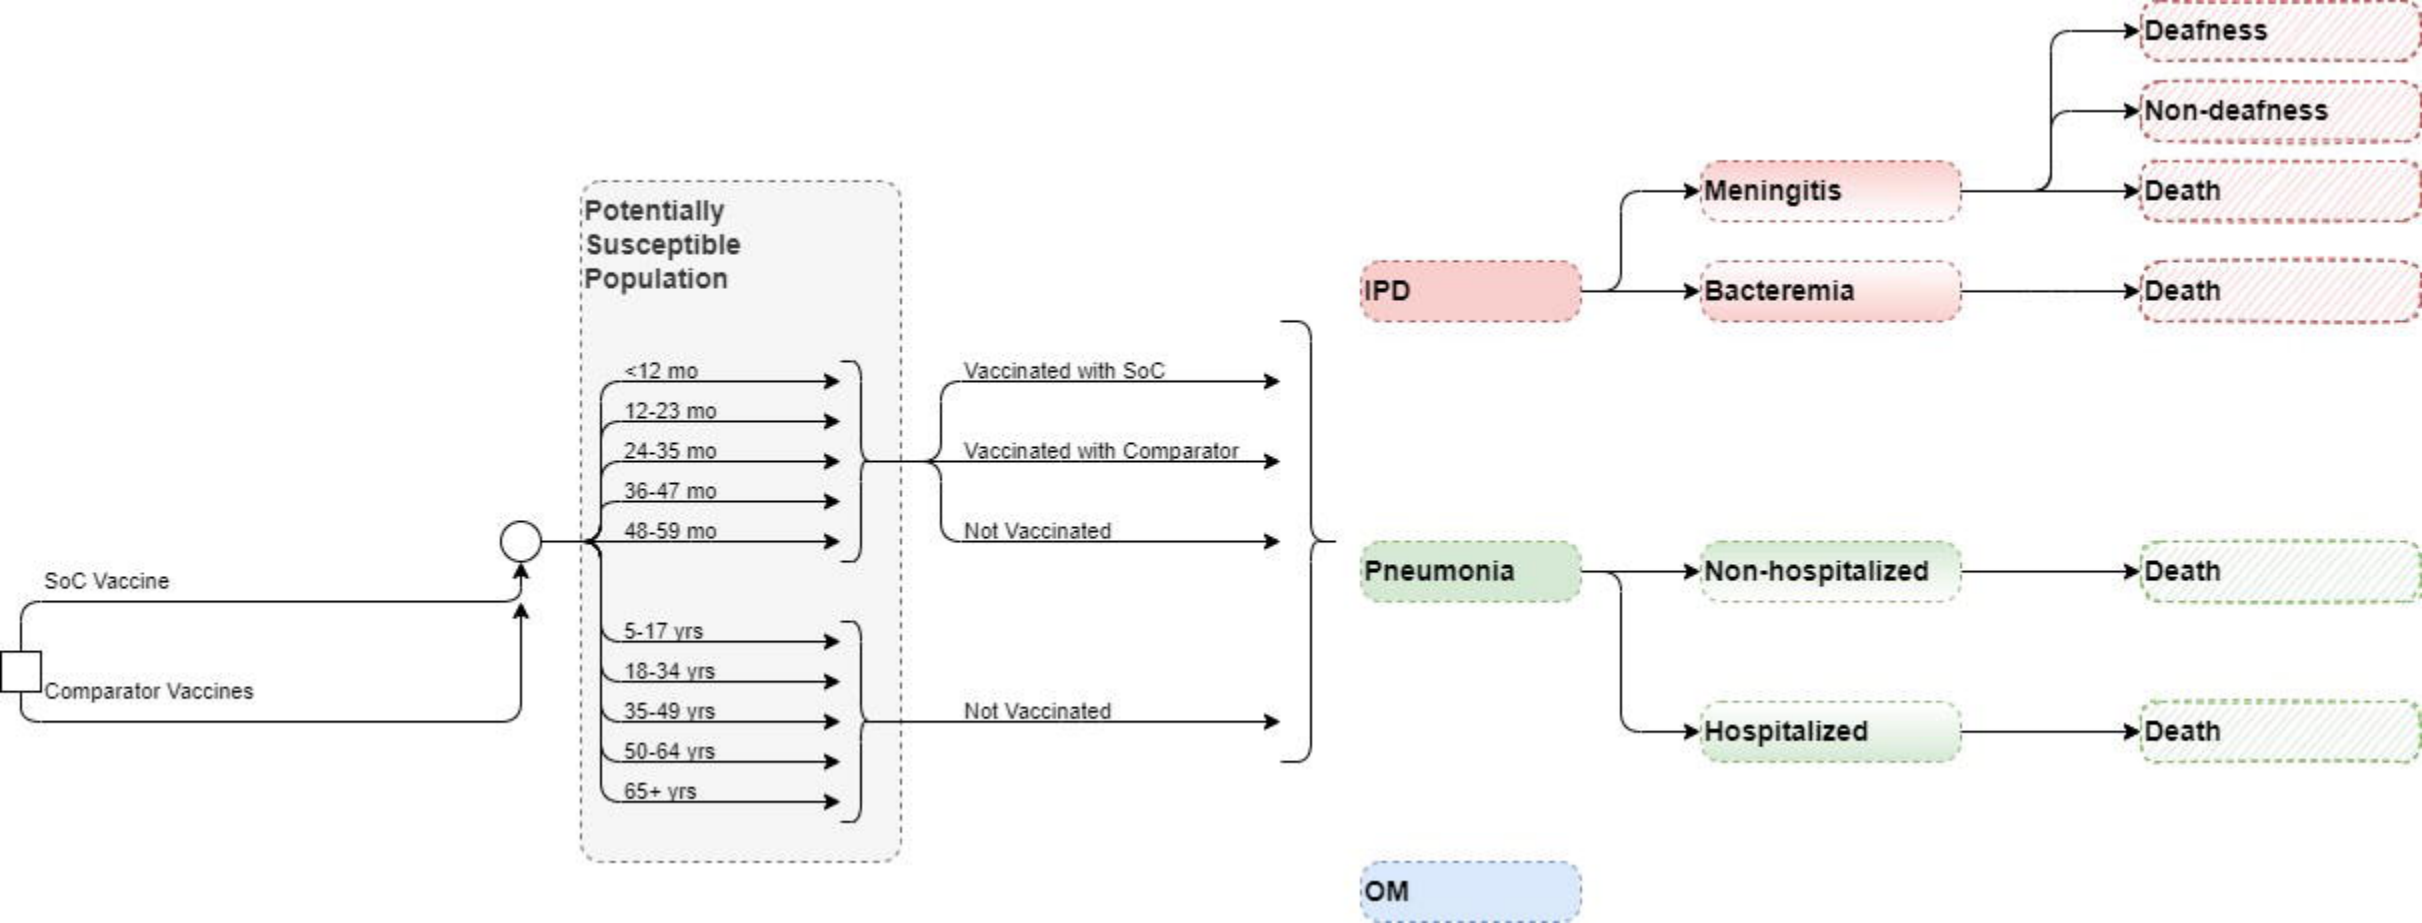 Deafness
Non-deafness
Meningitis
Death
Potentially
Susceptible
Population
IPD
Bacteremia
Death
<12 mo
12-23 mo
24-35 mo
36-47 mo
48-59 mo
Vaccinated with SoC
Vaccinated with Comparator
Not Vaccinated
SoC Vaccine
Comparator Vaccines
5-17 yrs
18-34 yrs
35-49 yrs
50-64 yrs
65+ yrs
Not Vaccinated
Pneumonia
Non-hospitalized
Death
Hospitalized
Death
OM